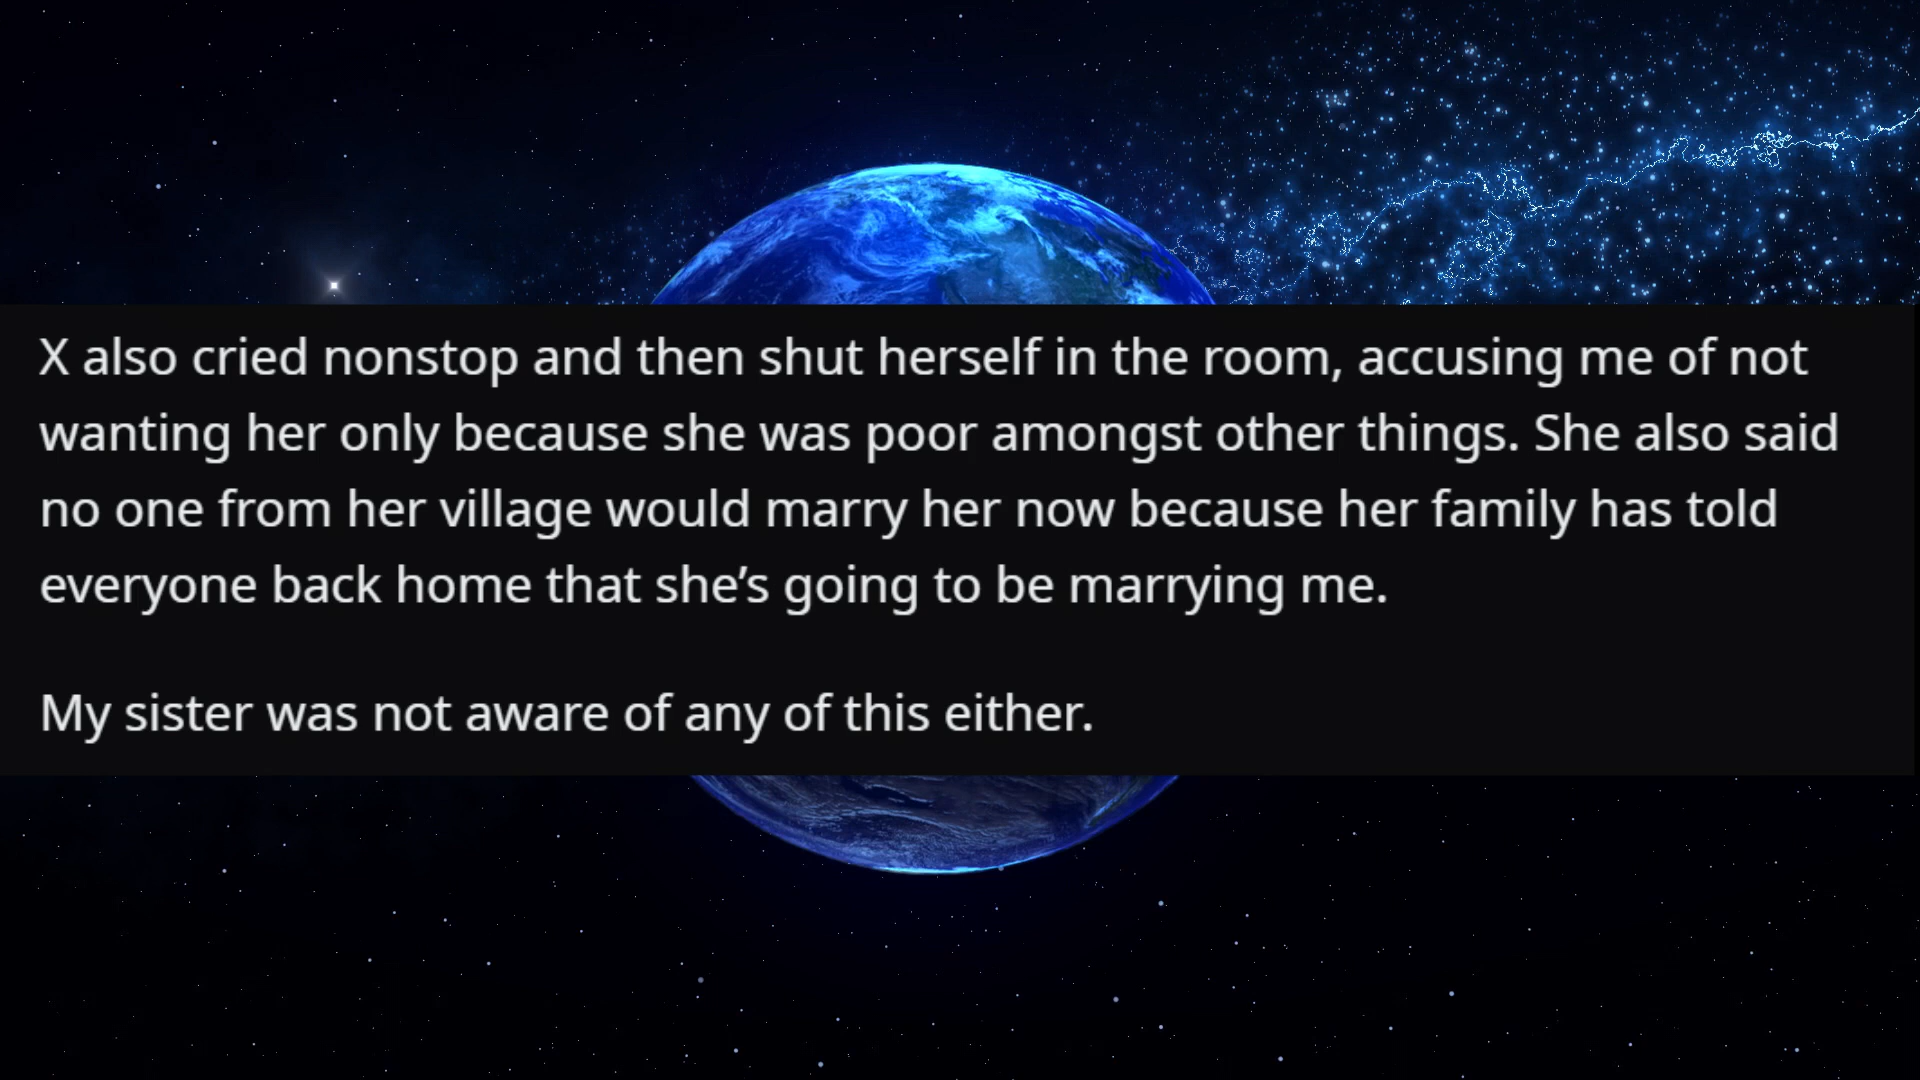 X also cried nonstop and then shut herself in the room, accusing me of not
wanting her only because she was poor amongst other things. She also said
no one from her village would marry her now because her family has told
everyone back home that she’s going to be marrying me.
My sister was not aware of any of this either.